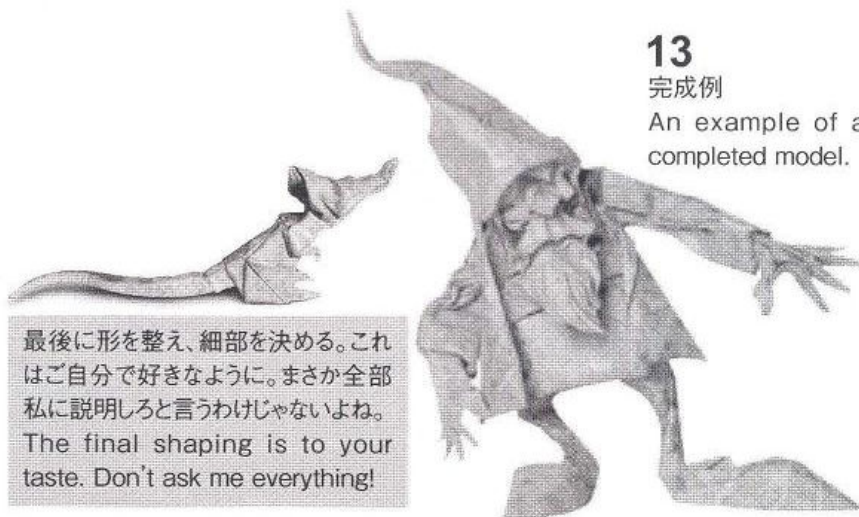 13
完成例
An example of a
completed model.
最後に形を整え、細部を決める。これ
はご自分で好きなように。まさか全部
私に説明しろと言うわけじゃないよね。
The final shaping is to your
taste. Don't ask me everything!